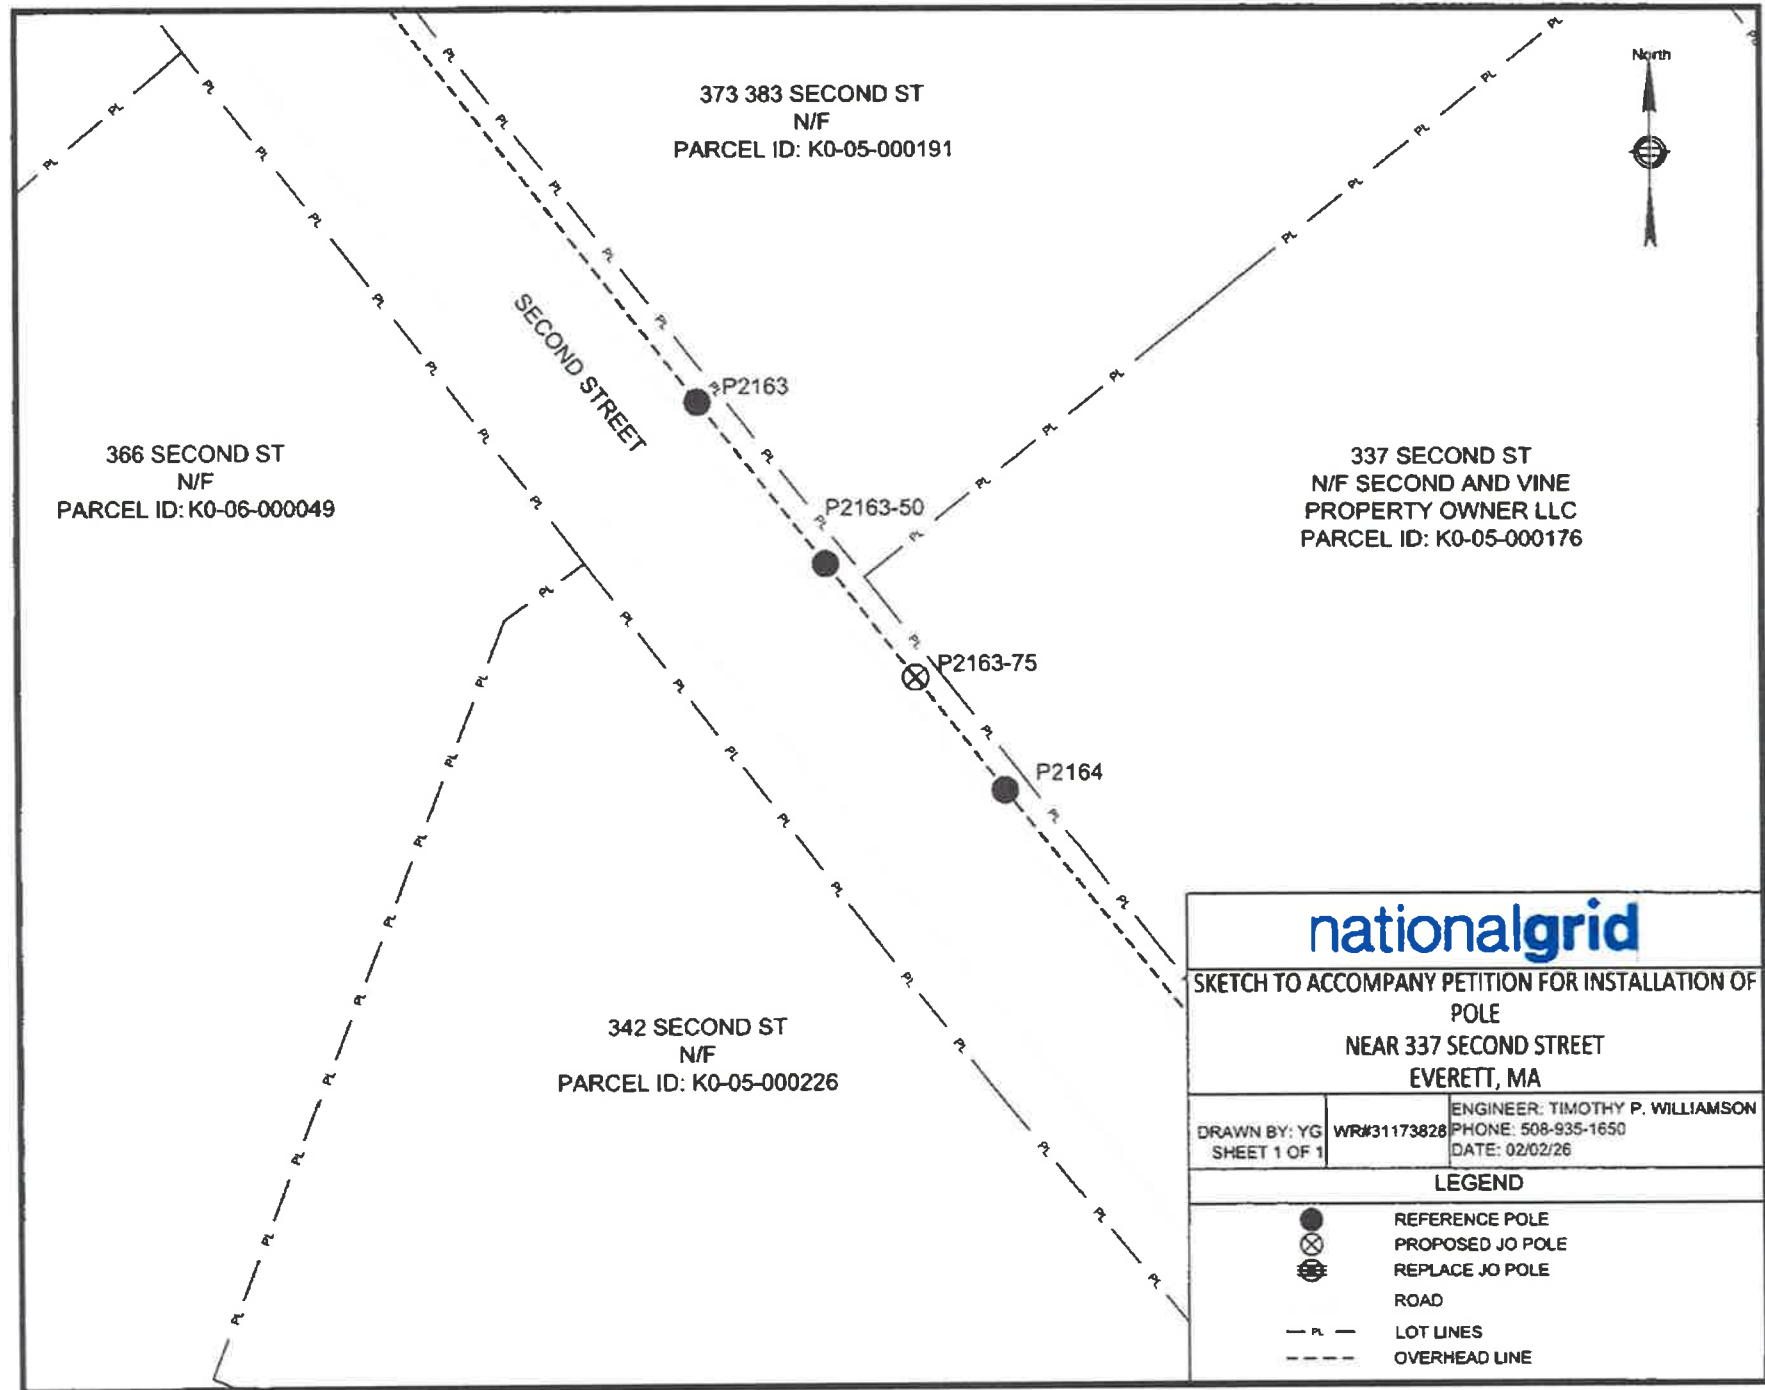 North
373 383 SECOND ST
N/F
PARCEL ID: K0-05-000191
SECOND STREET
P2163
366 SECOND ST
N/F
PARCEL ID: K0-06-000049
P2163-50
337 SECOND ST
N/F SECOND AND VINE
PROPERTY OWNER LLC
PARCEL ID: K0-05-000176
P2163-75
P2164
342 SECOND ST
N/F
PARCEL ID: K0-05-000226
nationalgrid
SKETCH TO ACCOMPANY PETITION FOR INSTALLATION OF
POLE
NEAR 337 SECOND STREET
EVERETT, MA
DRAWN BY: YG
SHEET 1 OF 1
WR#31173828
ENGINEER: TIMOTHY P. WILLIAMSON
PHONE: 508-935-1650
DATE: 02/02/26
LEGEND
REFERENCE POLE
PROPOSED JO POLE
REPLACE JO POLE
ROAD
PL LOT LINES
OVERHEAD LINE